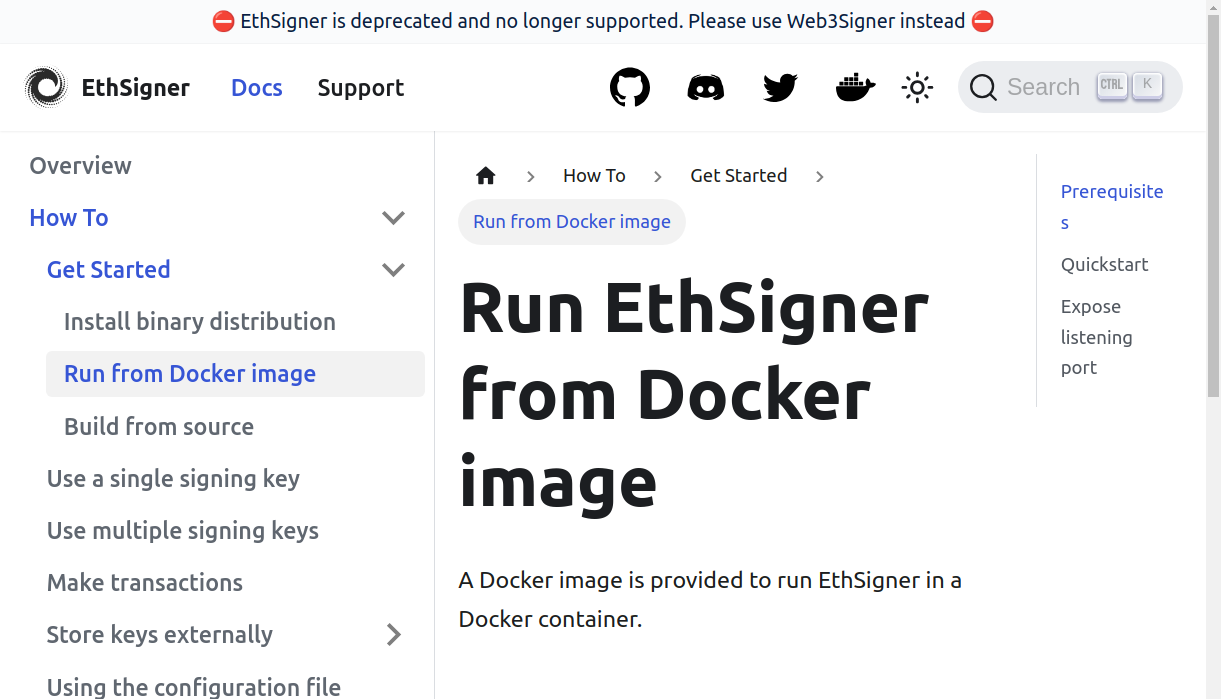 ⛔ EthSigner is deprecated and no longer supported. Please use Web3Signer instead ⛔
EthSigner Docs Support Search CTRL K
Overview
How To
Get Started
Install binary distribution
Run from Docker image
Build from source
Use a single signing key
Use multiple signing keys
Make transactions
Store keys externally
Using the configuration file
How To Get Started
Run from Docker image
Run EthSigner
from Docker
image
A Docker image is provided to run EthSigner in a
Docker container.
Prerequisite
s
Quickstart
Expose
listening
port